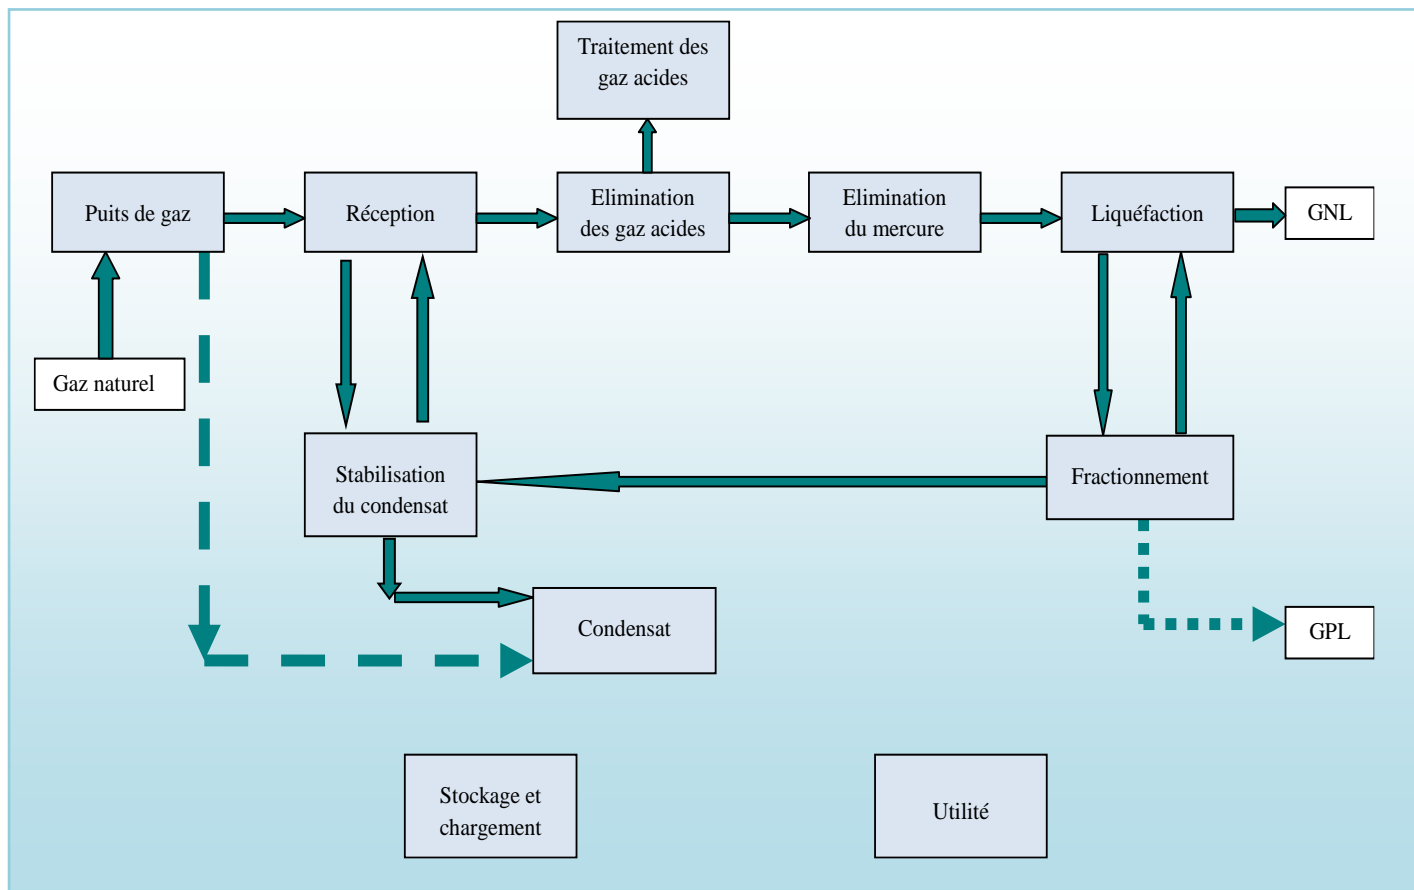 Traitement des
gaz acides
Puits de gaz
Réception
Elimination
des gaz acides
Elimination
du mercure
Liquéfaction
GNL
Gaz naturel
Stabilisation
du condensat
Fractionnement
Condensat
GPL
Stockage et
chargement
Utilité